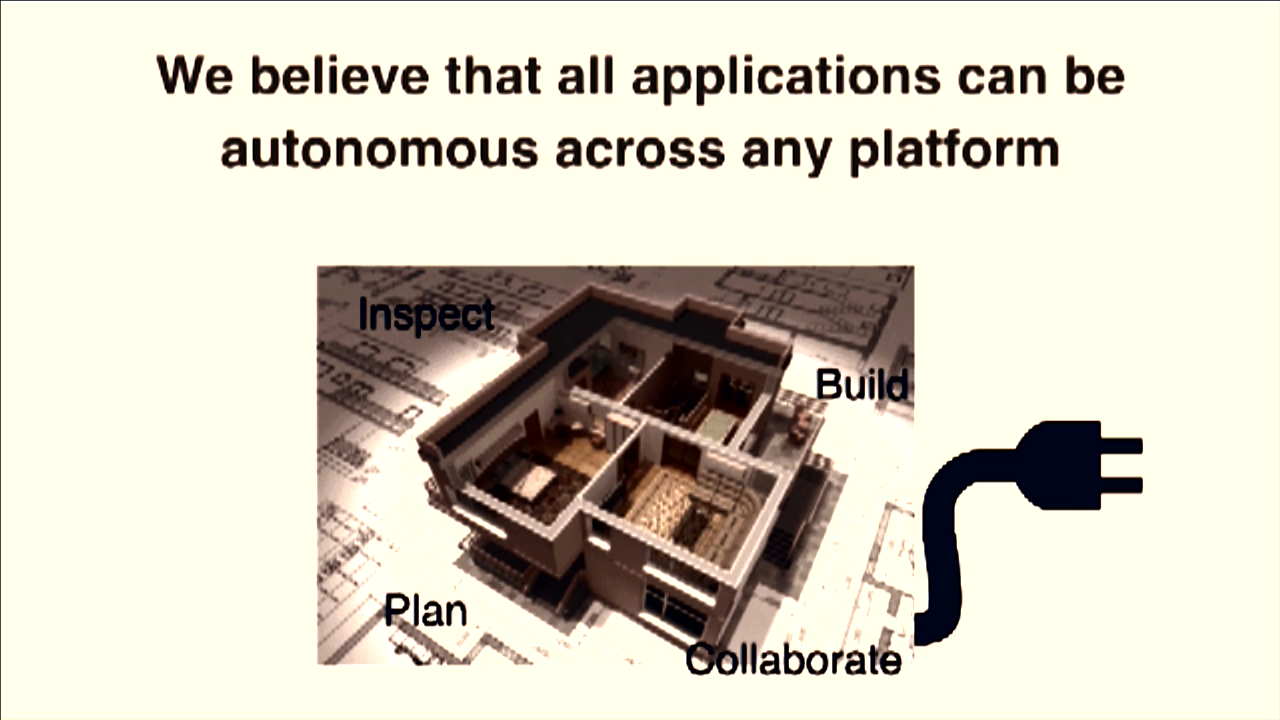 We believe that all applications can be
autonomous across any platform
Inspect
Build
Plan
Collaborate